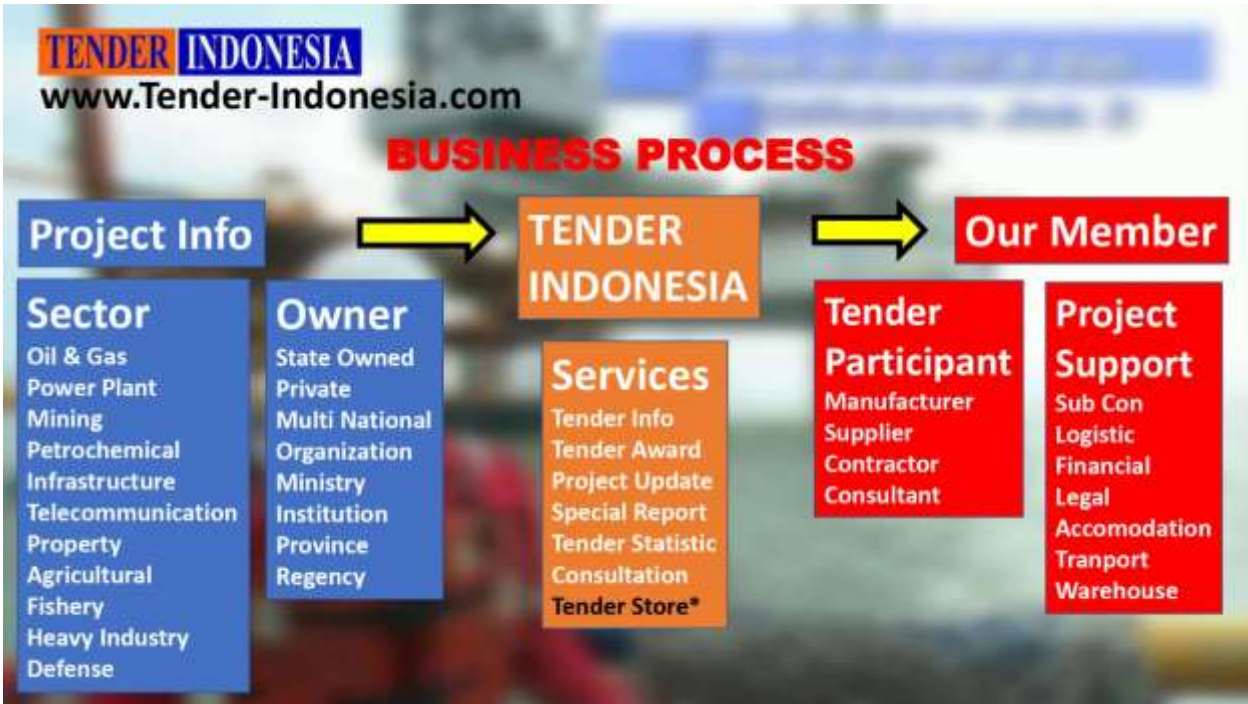 TENDER INDONESIA
www.Tender-Indonesia.com
BUSINESS PROCESS
Project Info
Sector
Oil & Gas
Power Plant
Mining
Petrochemical
Infrastructure
Telecommunication
Property
Agricultural
Fishery
Heavy Industry
Defense
Owner
State Owned
Private
Multi National
Organization
Ministry
Institution
Province
Regency
TENDER
INDONESIA
Services
Tender Info
Tender Award
Project Update
Special Report
Tender Statistic
Consultation
Tender Store*
Our Member
Tender
Participant
Manufacturer
Supplier
Contractor
Consultant
Project
Support
Sub Con
Logistic
Financial
Legal
Accomodation
Tranport
Warehouse